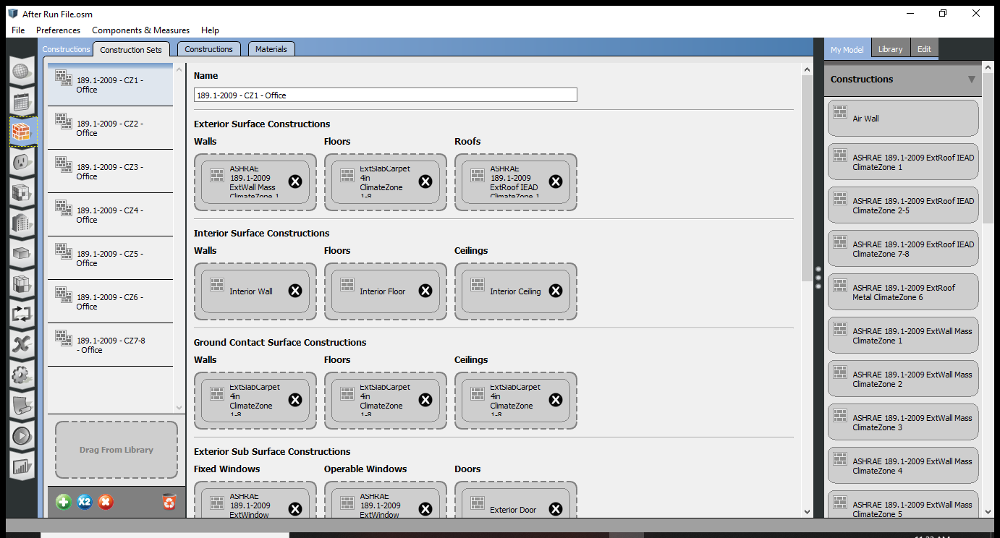 After Run File.osm
File Preferences Components & Measures Help
Constructions Construction Sets Constructions Materials
My Model Library Edit
189.1-2009 - CZ1 -
Office
189.1-2009 - CZ2 -
Office
189.1-2009 - CZ3 -
Office
189.1-2009 - CZ4 -
Office
189.1-2009 - CZ5 -
Office
189.1-2009 - CZ6 -
Office
189.1-2009 - CZ7-8
- Office
Drag From Library
X2
Name
189.1-2009 - CZ1 - Office
Exterior Surface Constructions
Walls Floors Roofs
ASHRAE
189.1-2009
ExtWall Mass
ClimateZone 1
ExtSlabCarpet
4in
ClimateZone
1-8
ASHRAE
189.1-2009
ExtRoof IEAD
ClimateZone 1
Interior Surface Constructions
Walls Floors Ceilings
Interior Wall
Interior Floor
Interior Ceiling
Ground Contact Surface Constructions
Walls Floors Ceilings
ExtSlabCarpet
4in
ClimateZone
1-8
ExtSlabCarpet
4in
ClimateZone
1-8
ExtSlabCarpet
4in
ClimateZone
1-8
Exterior Sub Surface Constructions
Fixed Windows Operable Windows Doors
ASHRAE
189.1-2009
ExtWindow
ASHRAE
189.1-2009
ExtWindow
Exterior Door
Constructions
Air Wall
ASHRAE 189.1-2009 ExtRoof IEAD
ClimateZone 1
ASHRAE 189.1-2009 ExtRoof IEAD
ClimateZone 2-5
ASHRAE 189.1-2009 ExtRoof IEAD
ClimateZone 7-8
ASHRAE 189.1-2009 ExtRoof
Metal ClimateZone 6
ASHRAE 189.1-2009 ExtWall Mass
ClimateZone 1
ASHRAE 189.1-2009 ExtWall Mass
ClimateZone 2
ASHRAE 189.1-2009 ExtWall Mass
ClimateZone 3
ASHRAE 189.1-2009 ExtWall Mass
ClimateZone 4
ASHRAE 189.1-2009 ExtWall Mass
ClimateZone 5